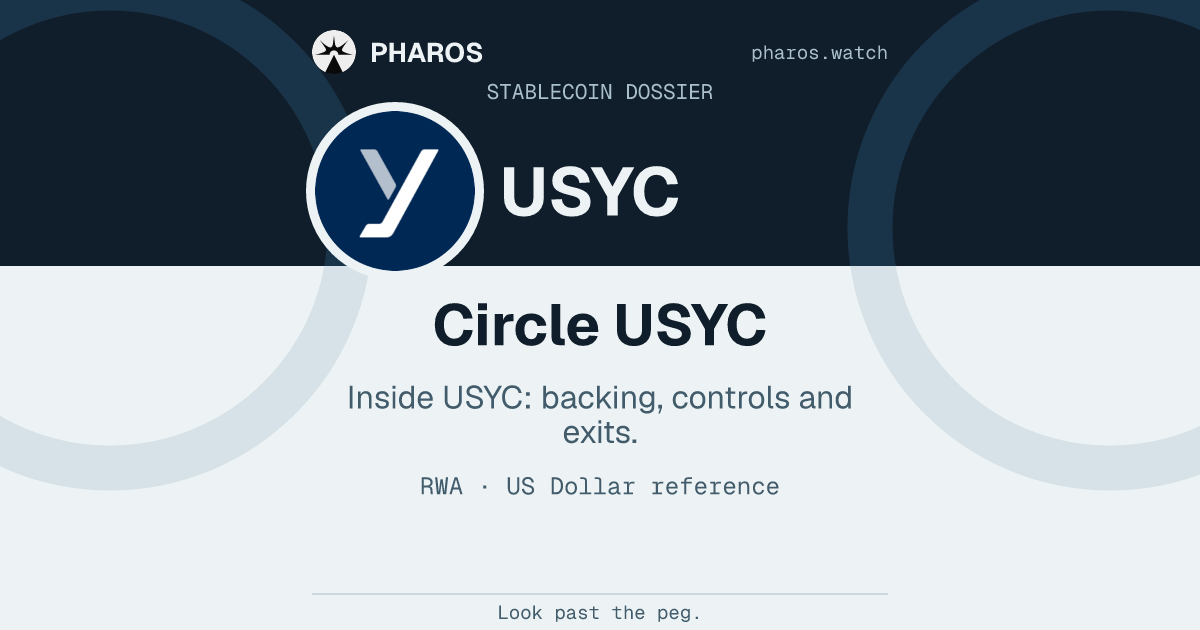 PHAROS
pharos.watch
STABLECOIN DOSSIER
USYC
Circle USYC
Inside USYC: backing, controls and
exits.
RWA · US Dollar reference
Look past the peg.